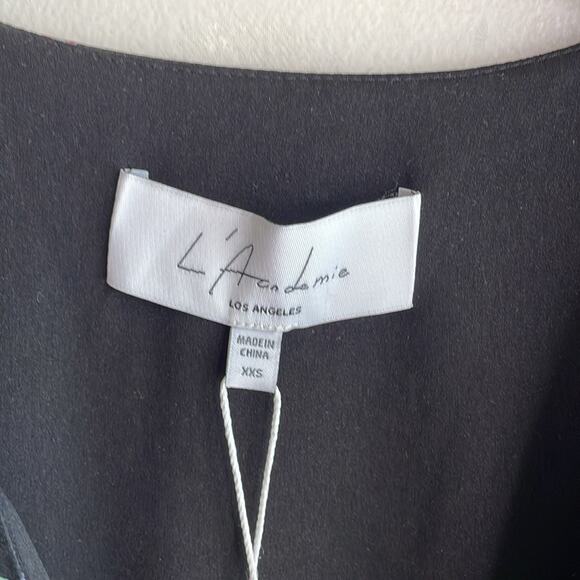 L'Academie
LOS ANGELES
MADE IN
CHINA
XXS